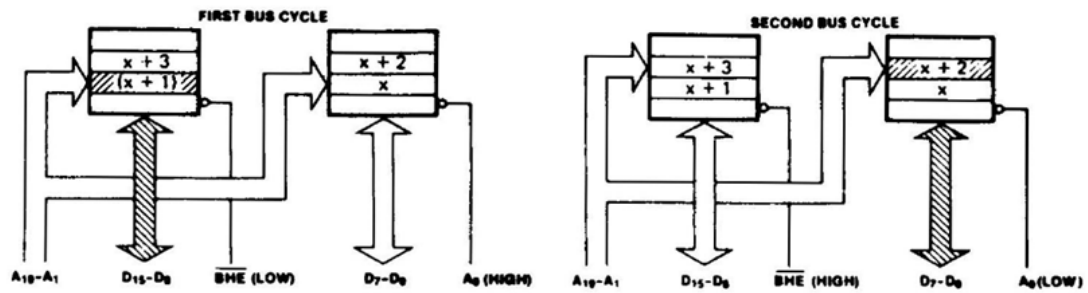 FIRST BUS CYCLE
x + 3
(x + 1)
x + 2
x
A₁₉-A₁
D₁₅-D₈
BHE (LOW)
D₇-D₀
A₀ (HIGH)
SECOND BUS CYCLE
x + 3
x + 1
x + 2
x
A₁₉-A₁
D₁₅-D₈
BHE (HIGH)
D₇-D₀
A₀ (LOW)